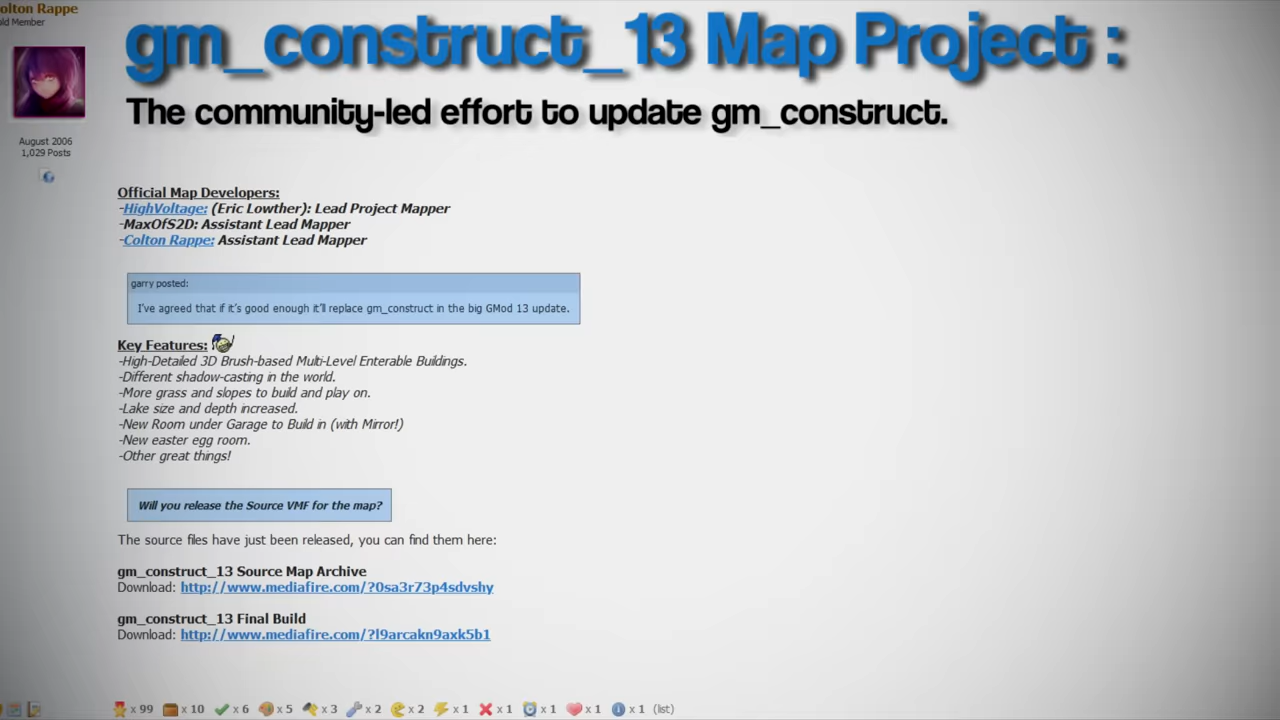 Colton Rappe
Gold Member
August 2006
1,029 Posts
gm_construct_13 Map Project :
The community-led effort to update gm_construct.
Official Map Developers:
-HighVoltage: (Eric Lowther): Lead Project Mapper
-MaxOfS2D: Assistant Lead Mapper
-Colton Rappe: Assistant Lead Mapper
garry posted:
I've agreed that if it's good enough it'll replace gm_construct in the big GMod 13 update.
Key Features:
-High-Detailed 3D Brush-based Multi-Level Enterable Buildings.
-Different shadow-casting in the world.
-More grass and slopes to build and play on.
-Lake size and depth increased.
-New Room under Garage to Build in (with Mirror!)
-New easter egg room.
-Other great things!
Will you release the Source VMF for the map?
The source files have just been released, you can find them here:
gm_construct_13 Source Map Archive
Download: http://www.mediafire.com/?0sa3r73p4sdvshy
gm_construct_13 Final Build
Download: http://www.mediafire.com/?l9arcakn9axk5b1
x 99 x 10 x 6 x 5 x 3 x 2 x 2 x 1 x 1 x 1 x 1 x 1 (list)